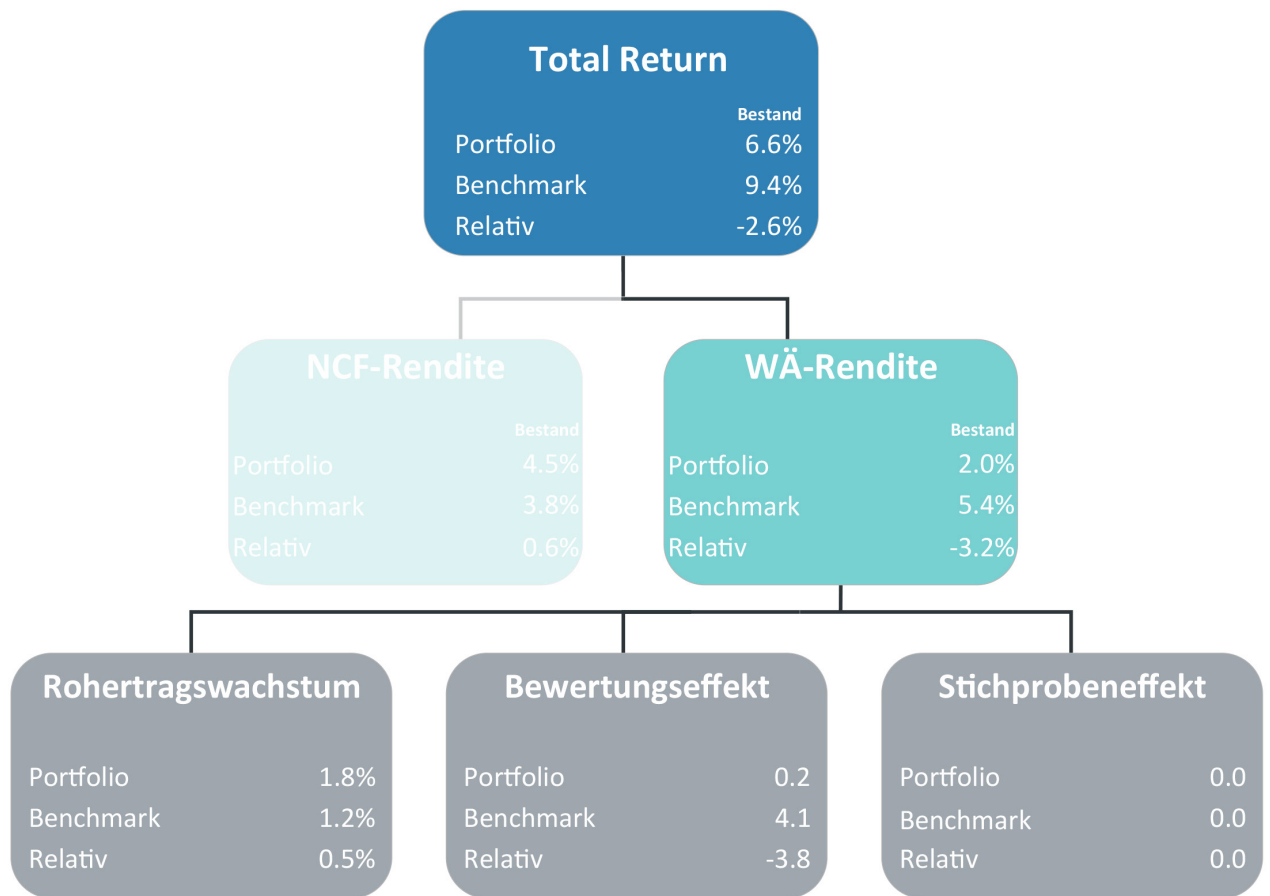 Total Return
Bestand
Portfolio 6.6%
Benchmark 9.4%
Relativ -2.6%
NCF-Rendite
Bestand
Portfolio 4.5%
Benchmark 3.8%
Relativ 0.6%
WÄ-Rendite
Bestand
Portfolio 2.0%
Benchmark 5.4%
Relativ -3.2%
Rohertragswachstum
Portfolio 1.8%
Benchmark 1.2%
Relativ 0.5%
Bewertungseffekt
Portfolio 0.2
Benchmark 4.1
Relativ -3.8
Stichprobeneffekt
Portfolio 0.0
Benchmark 0.0
Relativ 0.0